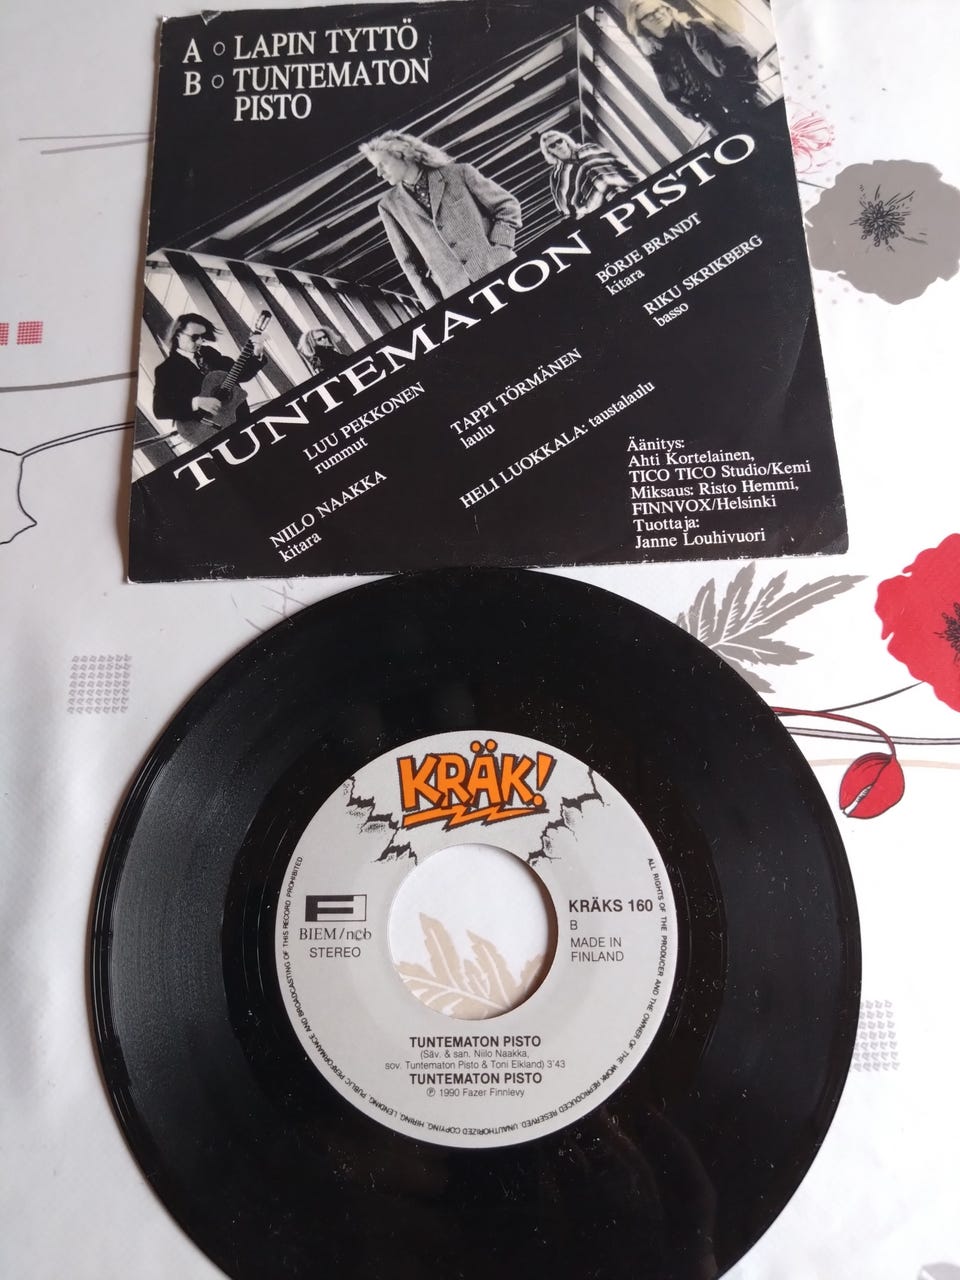 A ○ LAPIN TYTTÖ
B ○ TUNTEMATON
PISTO
TUNTEMATON PISTO
BÖRJE BRANDT
kitara
RIKU SKRIKBERG
basso
LUU PEKKONEN
rummut
TAPPI TÖRMÄNEN
laulu
NIILO NAAKKA
kitara
HELI LUOKKALA: taustalaulu
Äänitys:
Ahti Kortelainen,
TICO TICO Studio/Kemi
Miksaus: Risto Hemmi,
FINNVOX/Helsinki
Tuottaja:
Janne Louhivuori
KRÄK!
F
BIEM/ncb
STEREO
KRÄKS 160
B
MADE IN
FINLAND
TUNTEMATON PISTO
(Säv. & san. Niilo Naakka,
sov. Tuntematon Pisto & Toni Elkland) 3'43
TUNTEMATON PISTO
℗ 1990 Fazer Finnlevy
ALL RIGHTS OF THE PRODUCER AND THE OWNER OF THE WORK REPRODUCED RESERVED. UNAUTHORIZED COPYING, HIRING, LENDING, PUBLIC PERFORMANCE AND BROADCASTING OF THIS RECORD PROHIBITED